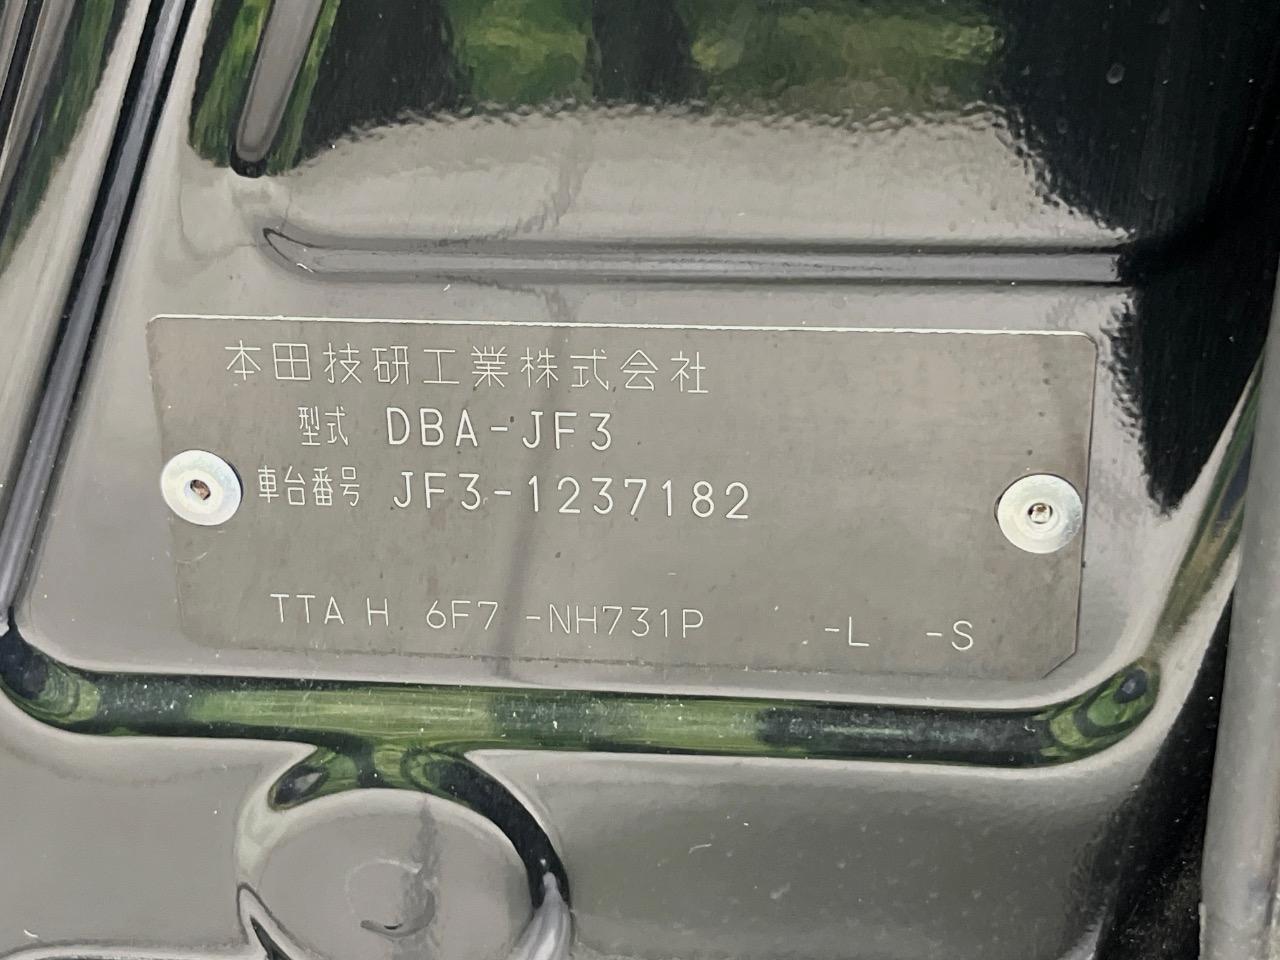 本田技研工業株式会社
型式 DBA-JF3
車台番号 JF3-1237182
TTA H 6F7 -NH731P -L -S